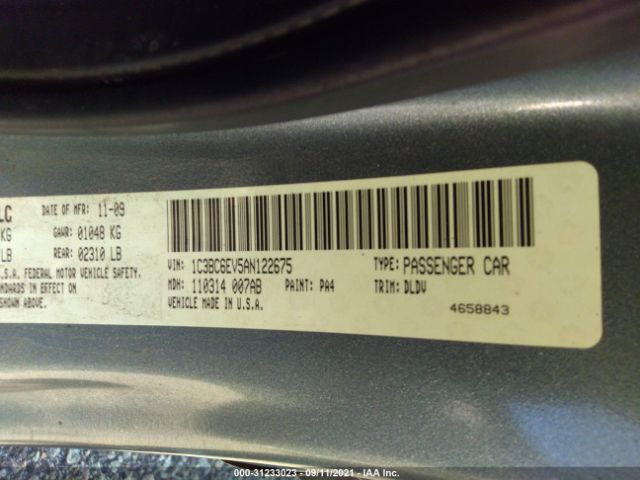 LC DATE OF MFR: 11-09
KG GAWR: 01048 KG
LB REAR: 02310 LB
.S.A. FEDERAL MOTOR VEHICLE SAFETY,
ANDARDS IN EFFECT ON
SHOWN ABOVE.
VIN: 1C3BC6EV5AN122675 TYPE: PASSENGER CAR
MDH: 110314 007AB PAINT: PA4 TRIM: DLDV
VEHICLE MADE IN U.S.A.
4658843
000-31233023 - 09/11/2021 - IAA Inc.